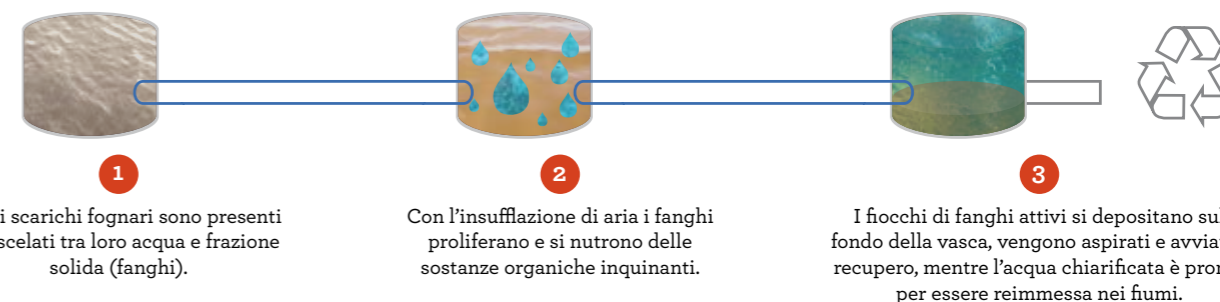 1
i scarichi fognari sono presenti
scelati tra loro acqua e frazione
solida (fanghi).
2
Con l’insufflazione di aria i fanghi
proliferano e si nutrono delle
sostanze organiche inquinanti.
3
I fiocchi di fanghi attivi si depositano sul
fondo della vasca, vengono aspirati e avvia
recupero, mentre l’acqua chiarificata è pron
per essere reimmessa nei fiumi.